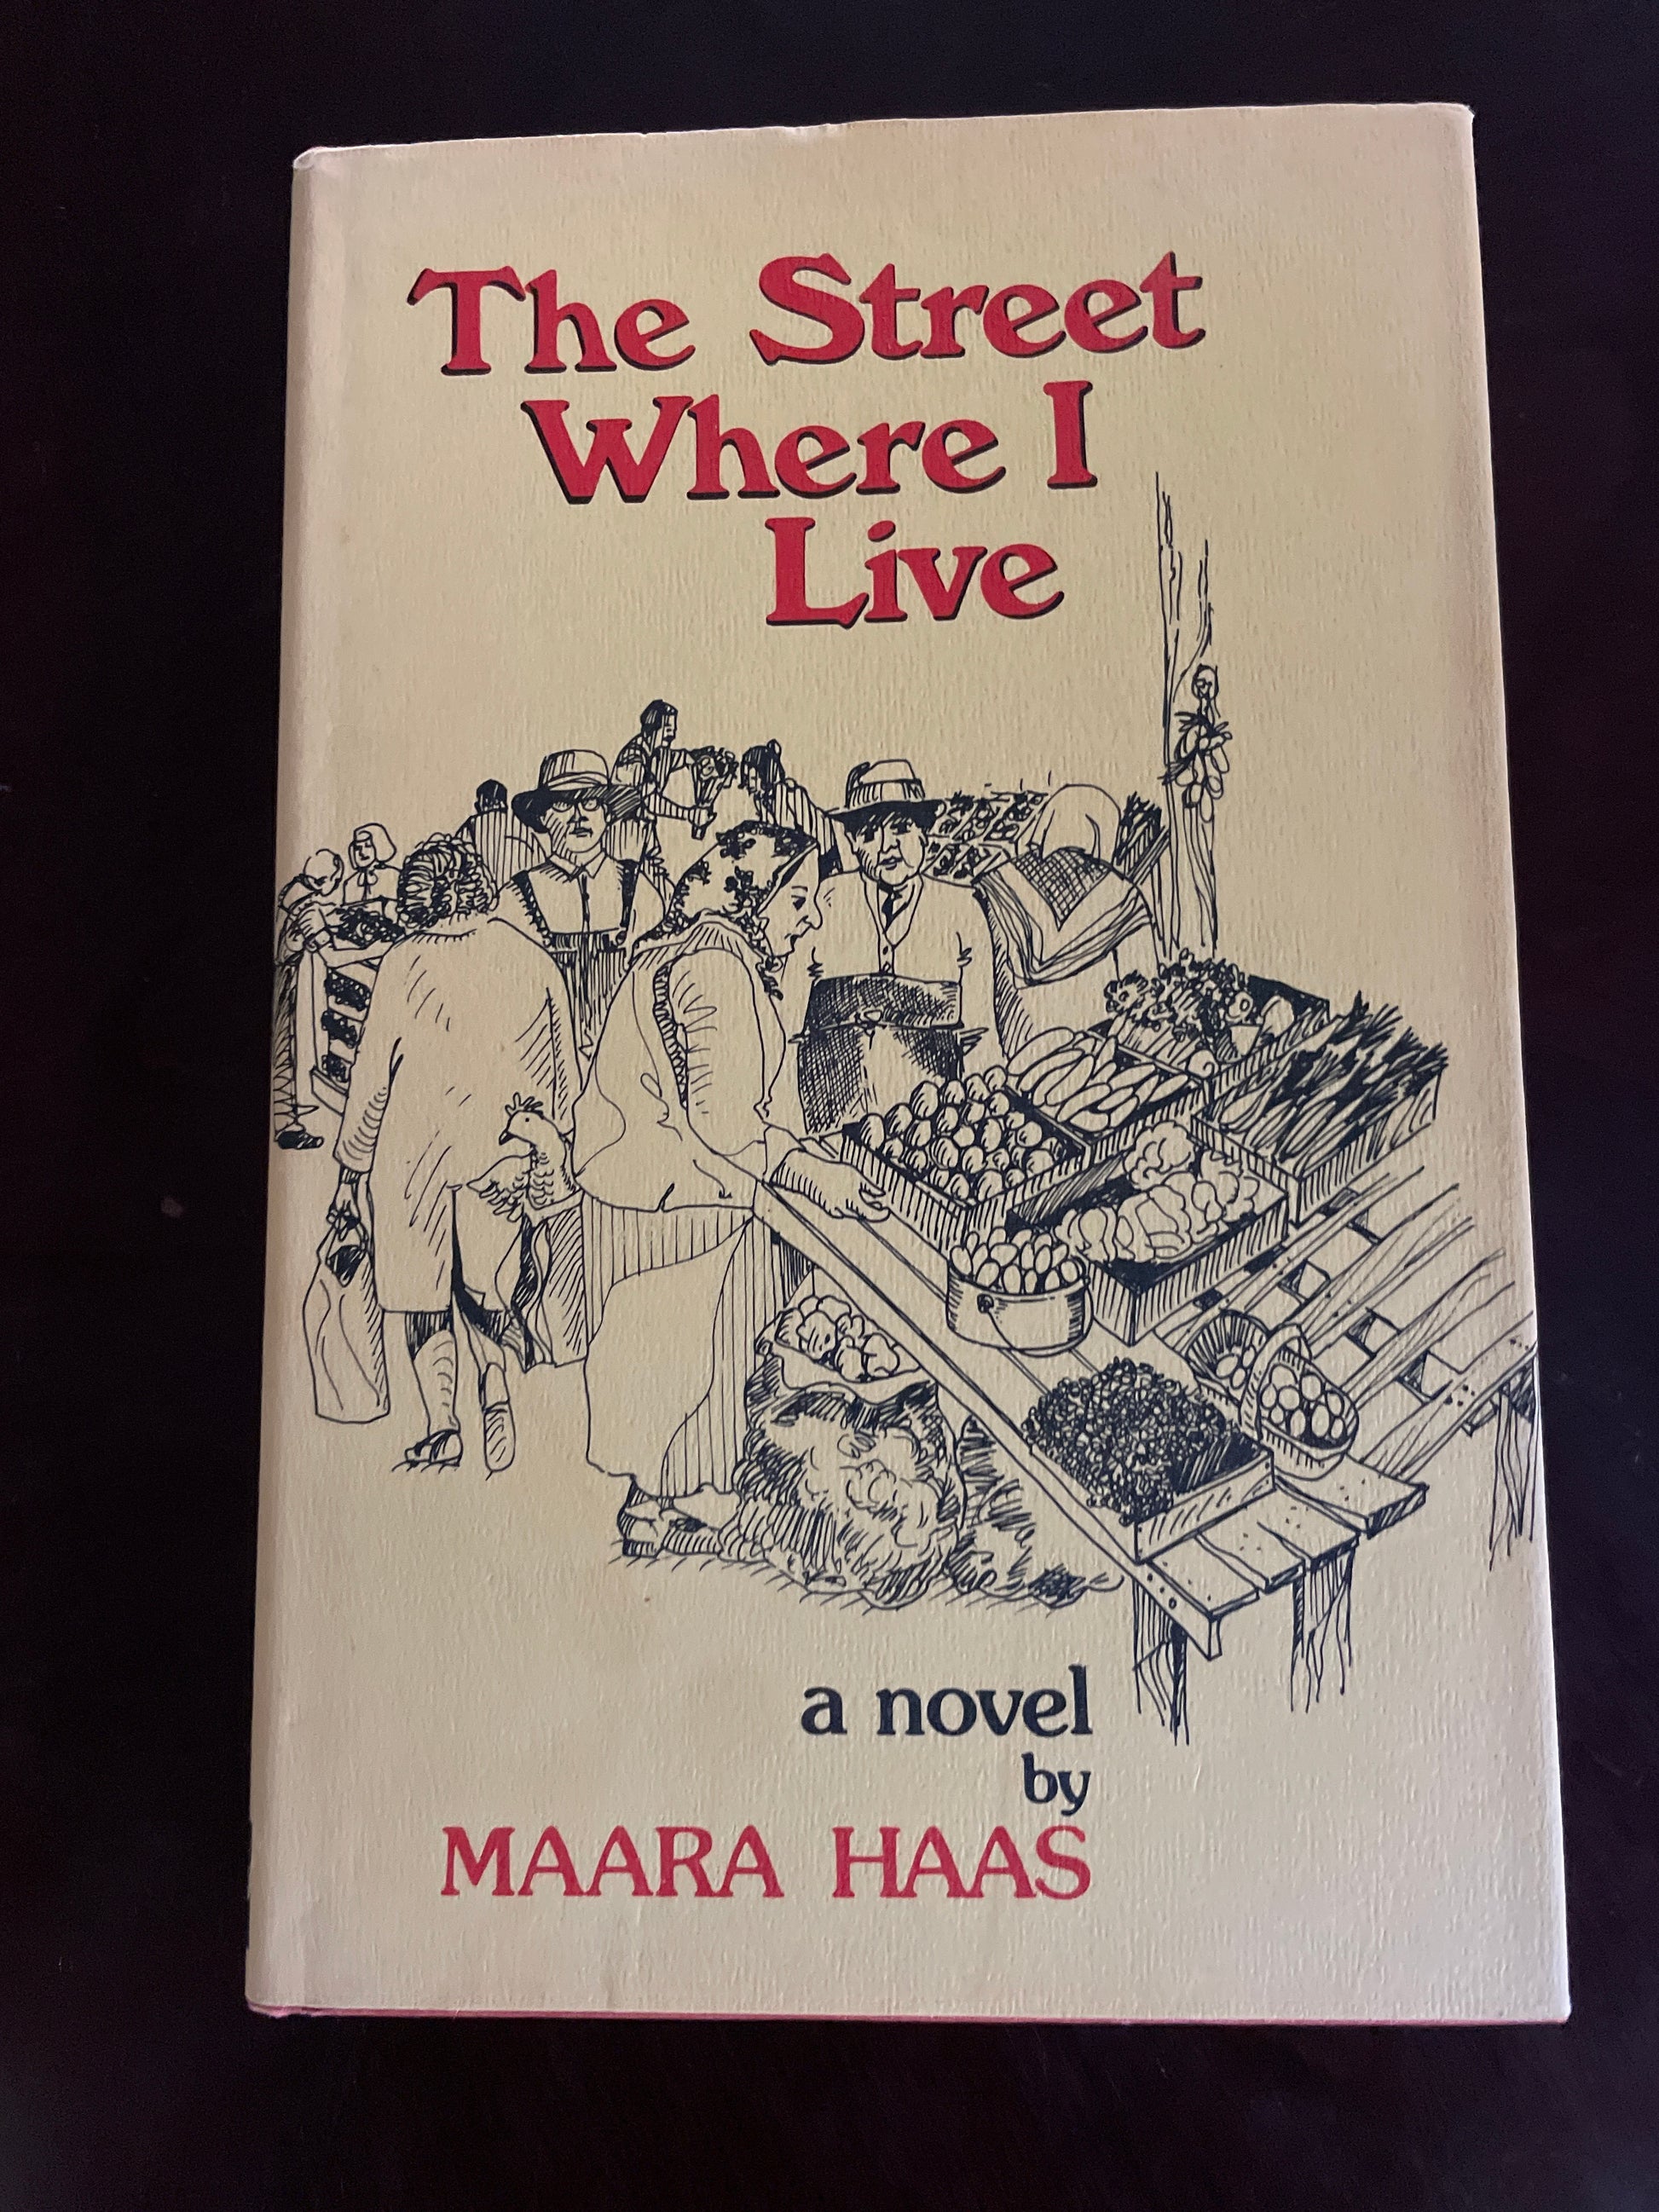 The Street
Where I
Live
a novel
by
MAARA HAAS